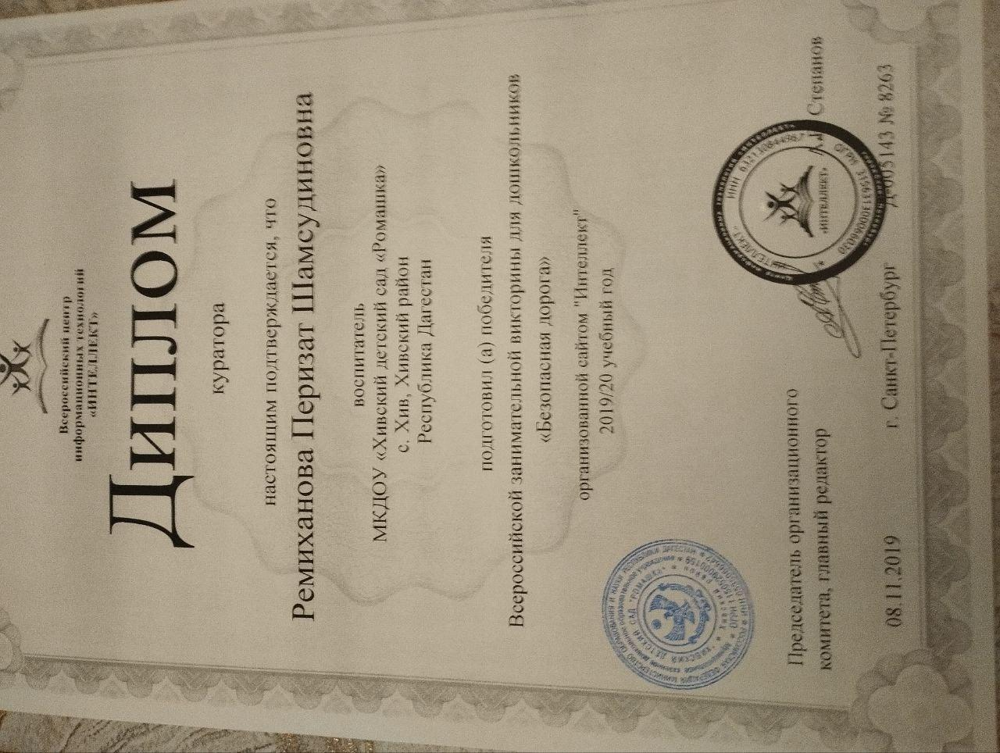 Всероссийский центр
информационных технологий
«ИНТЕЛЛЕКТ»
ДИПЛОМ
куратора
настоящим подтверждается, что
Ремиханова Перизат Шамсудиновна
воспитатель
МКДОУ «Хивский детский сад «Ромашка»
с. Хив, Хивский район
Республика Дагестан
подготовил (а) победителя
Всероссийской занимательной викторины для дошкольников
«Безопасная дорога»
организованной сайтом "Интеллект"
2019/20 учебный год
Председатель организационного
комитета, главный редактор
Степанов
«ИНТЕЛЛЕКТ»
08.11.2019 г. Санкт-Петербург Д-005143 № 8263